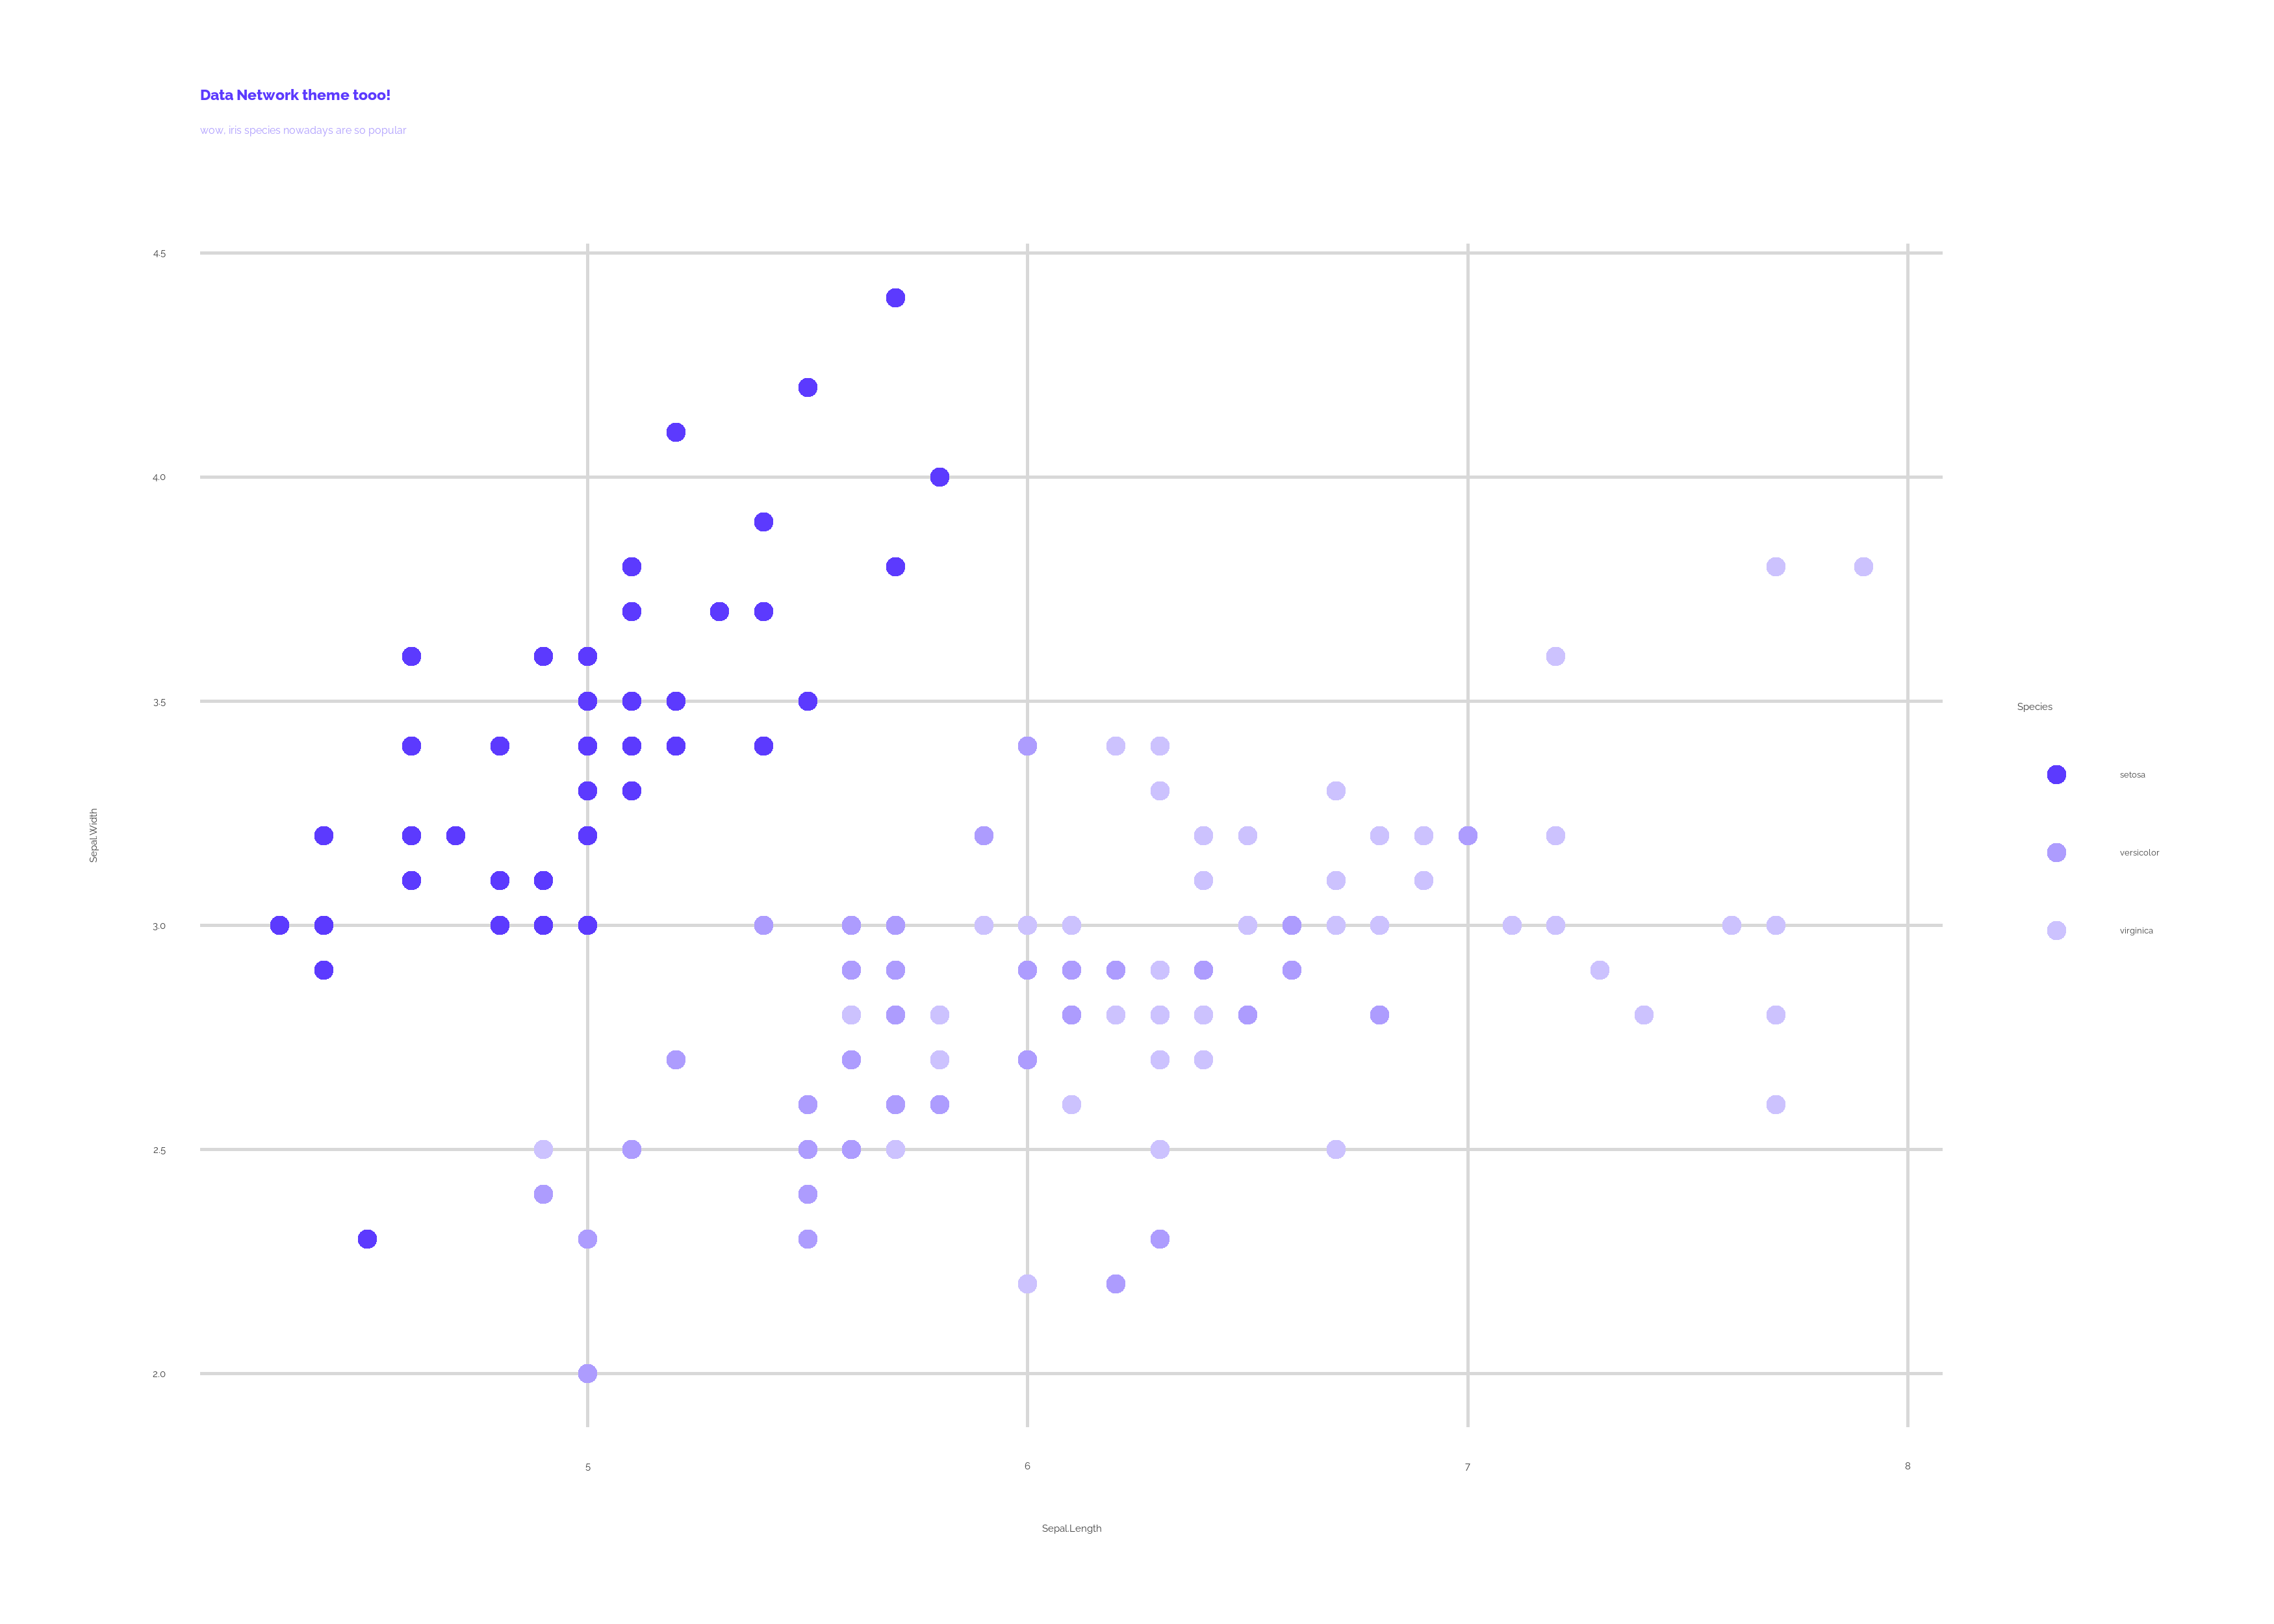 Data Network theme tooo!
wow, iris species nowadays are so popular
4.5
4.0
3.5
3.0
2.5
2.0
Sepal.Width
5
6
7
8
Sepal.Length
Species
setosa
versicolor
virginica